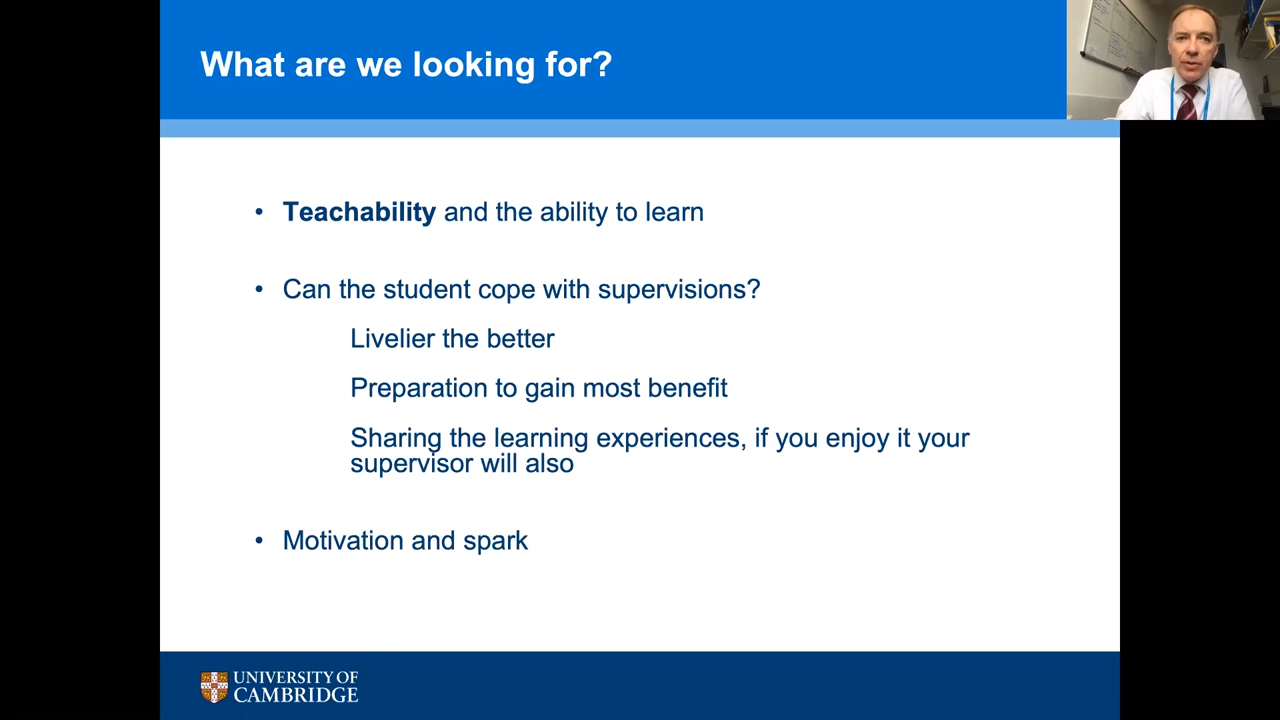 What are we looking for?
• Teachability and the ability to learn
• Can the student cope with supervisions?
Livelier the better
Preparation to gain most benefit
Sharing the learning experiences, if you enjoy it your
supervisor will also
• Motivation and spark
UNIVERSITY OF
CAMBRIDGE